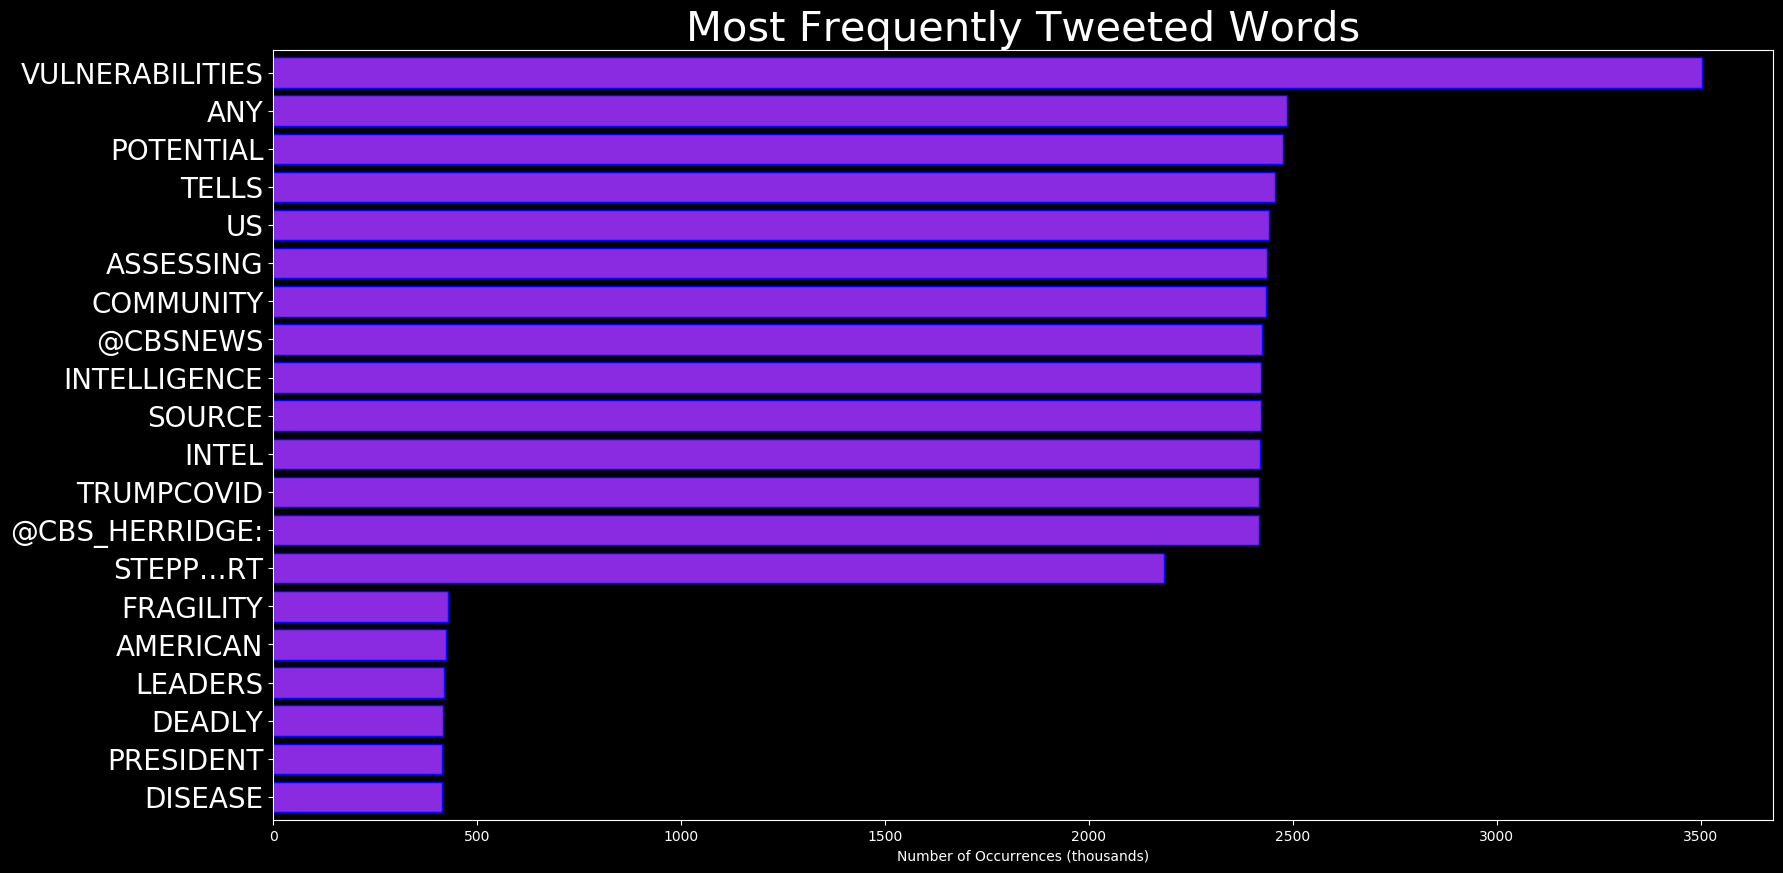 Most Frequently Tweeted Words
VULNERABILITIES
ANY
POTENTIAL
TELLS
US
ASSESSING
COMMUNITY
@CBSNEWS
INTELLIGENCE
SOURCE
INTEL
TRUMPCOVID
@CBS_HERRIDGE:
STEPP…RT
FRAGILITY
AMERICAN
LEADERS
DEADLY
PRESIDENT
DISEASE
0 500 1000 1500 2000 2500 3000 3500
Number of Occurrences (thousands)